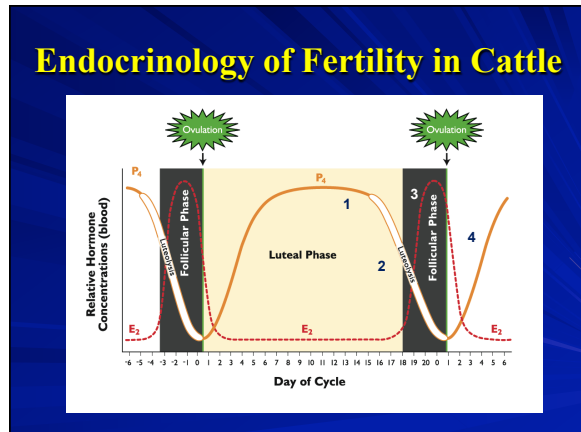 Endocrinology of Fertility in Cattle
Ovulation
Ovulation
P4
P4
1
3
4
2
Relative Hormone
Concentrations (blood)
Luteolysis
Follicular Phase
Luteal Phase
Luteolysis
Follicular Phase
E2
E2
E2
-6 -5 -4 -3 -2 -1 0 1 2 3 4 5 6 7 8 9 10 11 12 13 14 15 16 17 18 19 20 0 1 2 3 4 5 6
Day of Cycle